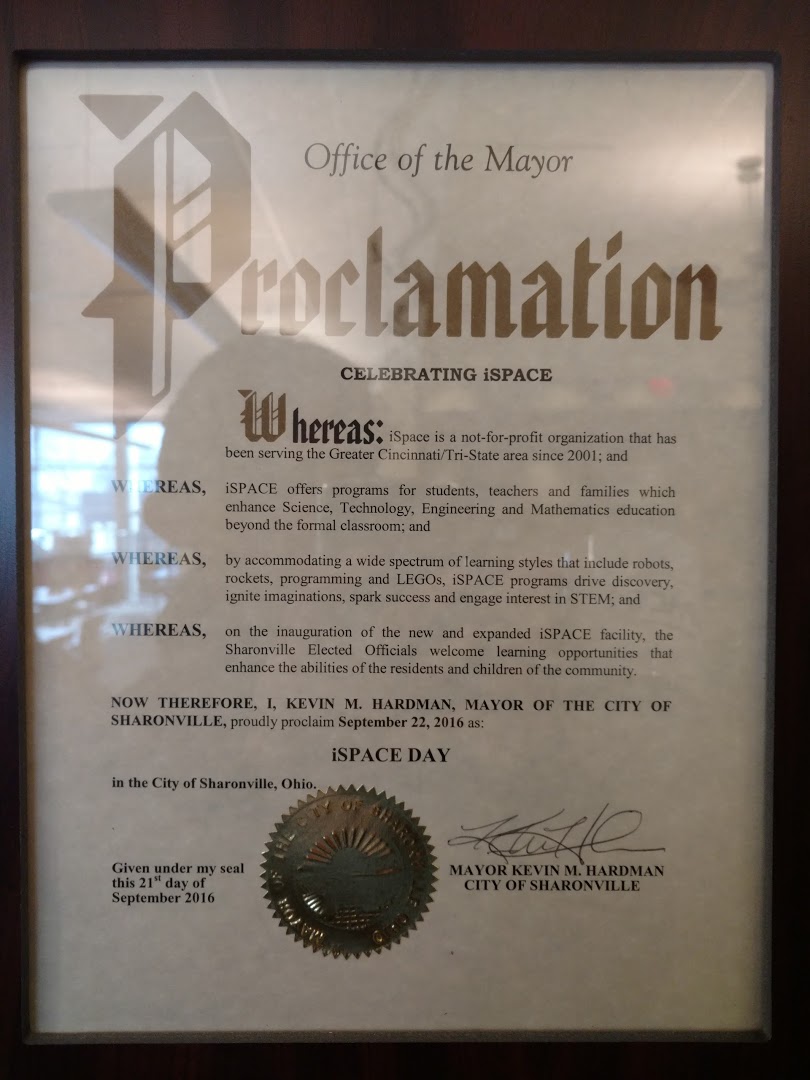 Office of the Mayor
Proclamation
CELEBRATING iSPACE
Whereas: iSpace is a not-for-profit organization that has
been serving the Greater Cincinnati/Tri-State area since 2001; and
WHEREAS, iSPACE offers programs for students, teachers and families which
enhance Science, Technology, Engineering and Mathematics education
beyond the formal classroom; and
WHEREAS, by accommodating a wide spectrum of learning styles that include robots,
rockets, programming and LEGOs, iSPACE programs drive discovery,
ignite imaginations, spark success and engage interest in STEM; and
WHEREAS, on the inauguration of the new and expanded iSPACE facility, the
Sharonville Elected Officials welcome learning opportunities that
enhance the abilities of the residents and children of the community.
NOW THEREFORE, I, KEVIN M. HARDMAN, MAYOR OF THE CITY OF
SHARONVILLE, proudly proclaim September 22, 2016 as:
iSPACE DAY
in the City of Sharonville, Ohio.
Given under my seal
this 21st day of
September 2016
MAYOR KEVIN M. HARDMAN
CITY OF SHARONVILLE